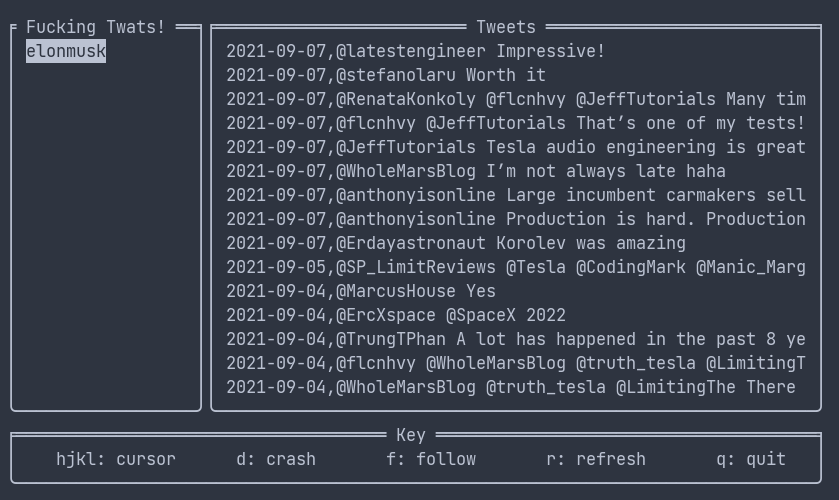 Fucking Twats!
elonmusk
Tweets
2021-09-07,@latestengineer Impressive!
2021-09-07,@stefanolaru Worth it
2021-09-07,@RenataKonkoly @flcnhvy @JeffTutorials Many tim
2021-09-07,@flcnhvy @JeffTutorials That’s one of my tests!
2021-09-07,@JeffTutorials Tesla audio engineering is great
2021-09-07,@WholeMarsBlog I’m not always late haha
2021-09-07,@anthonyisonline Large incumbent carmakers sell
2021-09-07,@anthonyisonline Production is hard. Production
2021-09-07,@Erdayastronaut Korolev was amazing
2021-09-05,@SP_LimitReviews @Tesla @CodingMark @Manic_Marg
2021-09-04,@MarcusHouse Yes
2021-09-04,@ErcXspace @SpaceX 2022
2021-09-04,@TrungTPhan A lot has happened in the past 8 ye
2021-09-04,@flcnhvy @WholeMarsBlog @truth_tesla @LimitingT
2021-09-04,@WholeMarsBlog @truth_tesla @LimitingThe There
Key
hjkl: cursor d: crash f: follow r: refresh q: quit